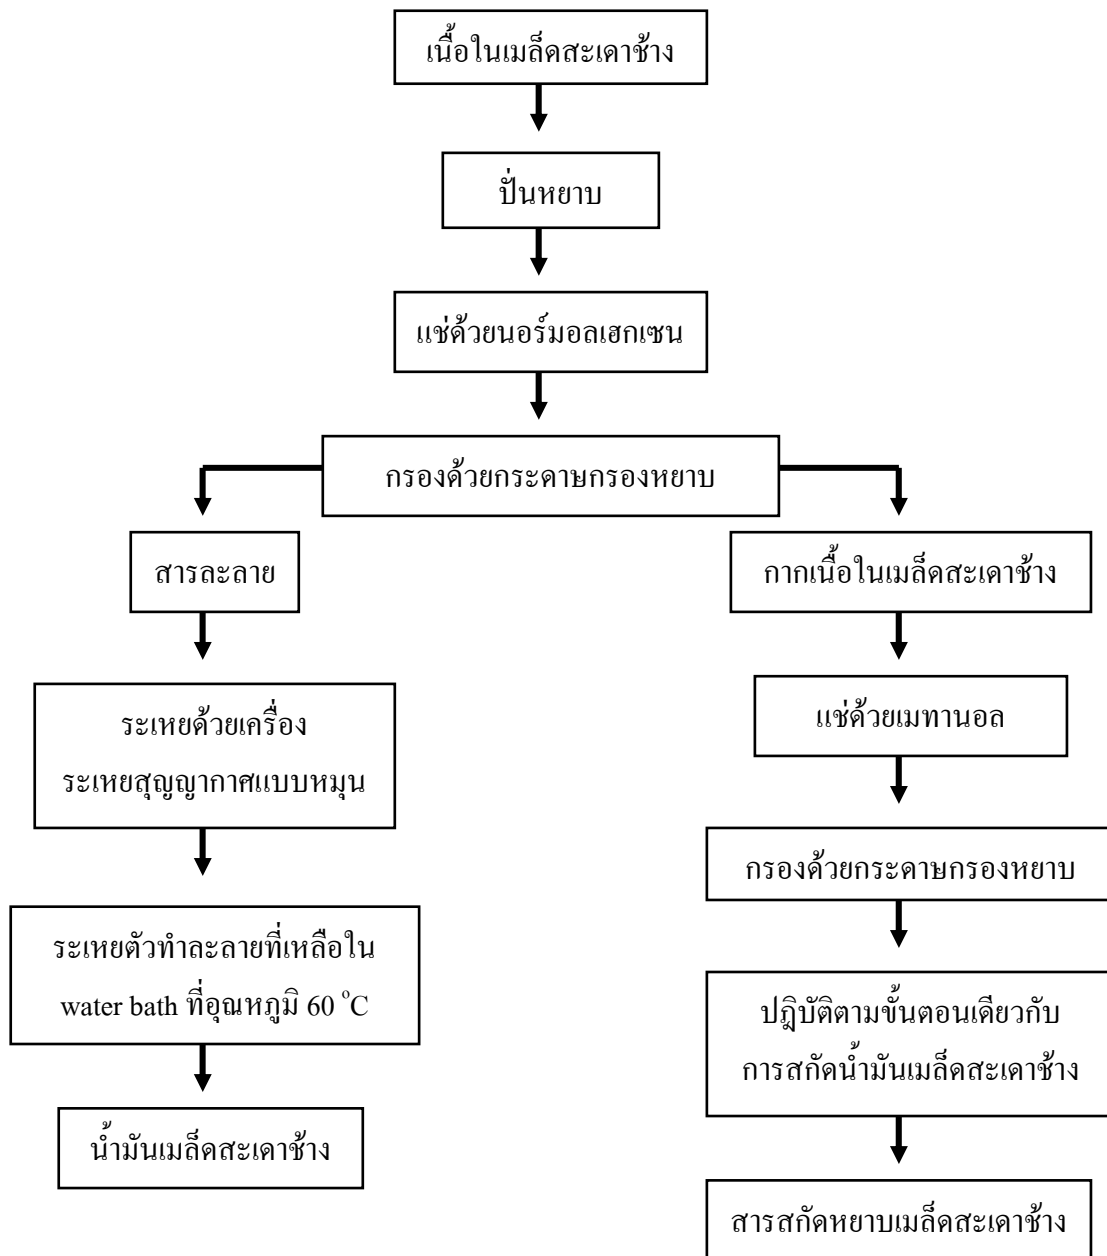 เนื้อในเมล็ดสะเดาช้าง
ปั่นหยาบ
แช่ด้วยนอร์มอลเฮกเซน
กรองด้วยกระดาษกรองหยาบ
สารละลาย
ระเหยด้วยเครื่อง
ระเหยสุญญากาศแบบหมุน
ระเหยตัวทำละลายที่เหลือใน
water bath ที่อุณหภูมิ 60 °C
น้ำมันเมล็ดสะเดาช้าง
กากเนื้อในเมล็ดสะเดาช้าง
แช่ด้วยเมทานอล
กรองด้วยกระดาษกรองหยาบ
ปฎิบัติตามขั้นตอนเดียวกับ
การสกัดน้ำมันเมล็ดสะเดาช้าง
สารสกัดหยาบเมล็ดสะเดาช้าง